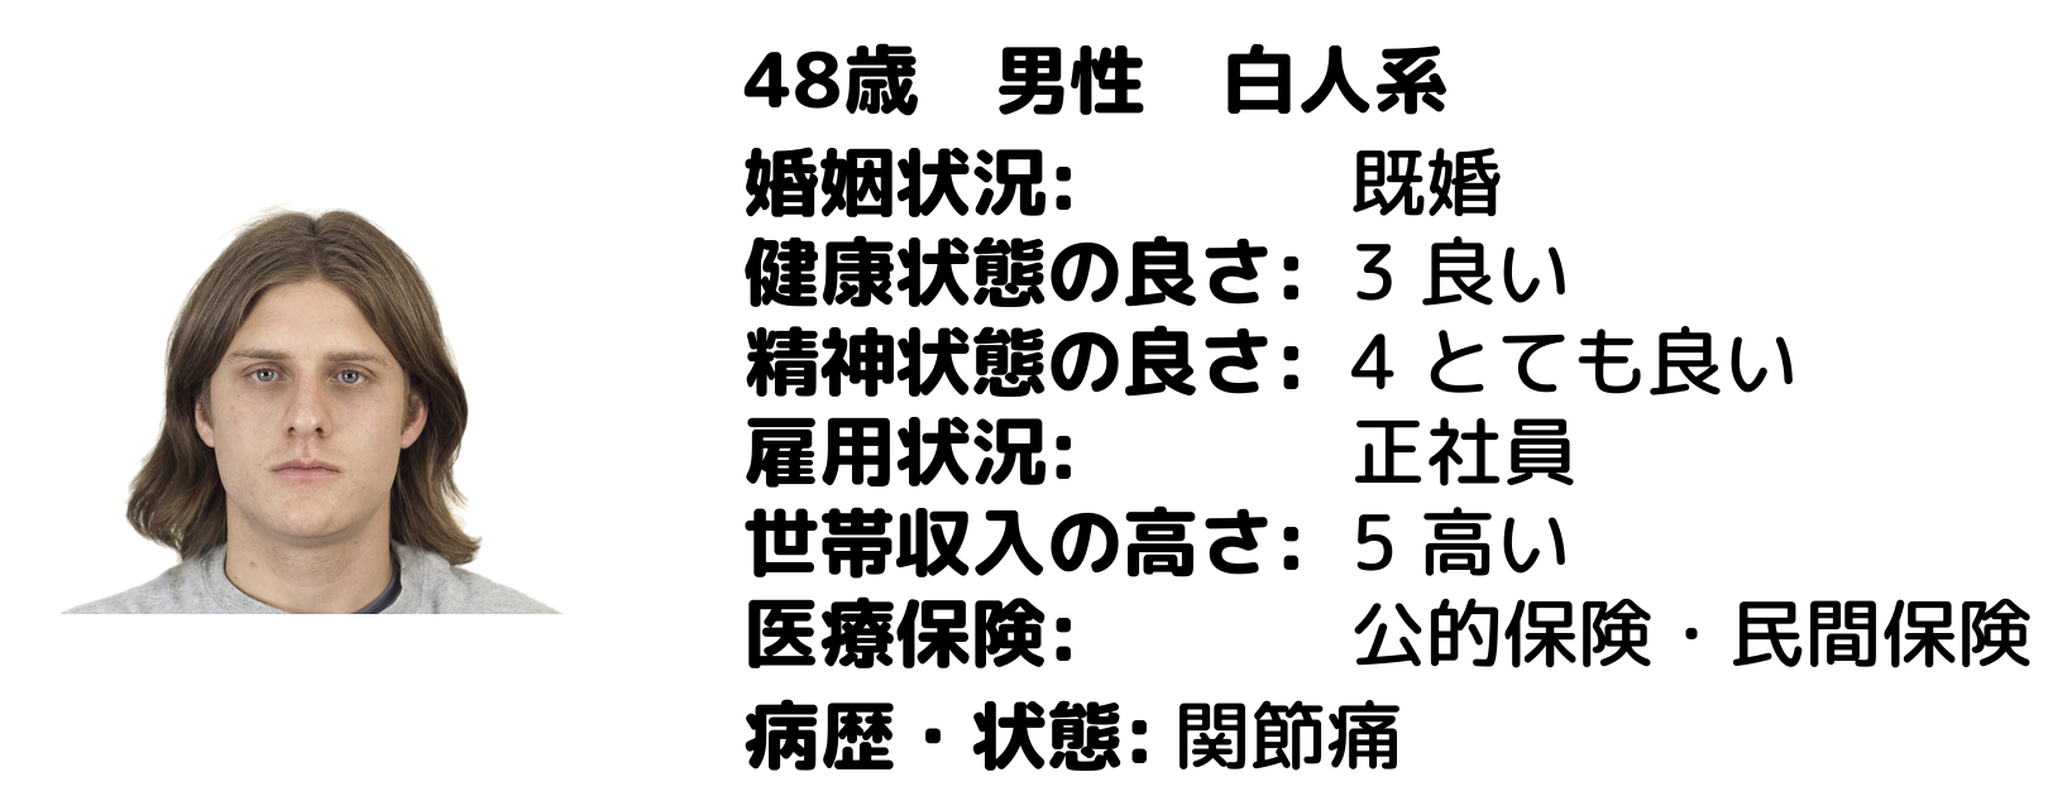 48歳　男性　白人系
婚姻状況: 既婚
健康状態の良さ: 3 良い
精神状態の良さ: 4 とても良い
雇用状況: 正社員
世帯収入の高さ: 5 高い
医療保険: 公的保険・民間保険
病歴・状態: 関節痛